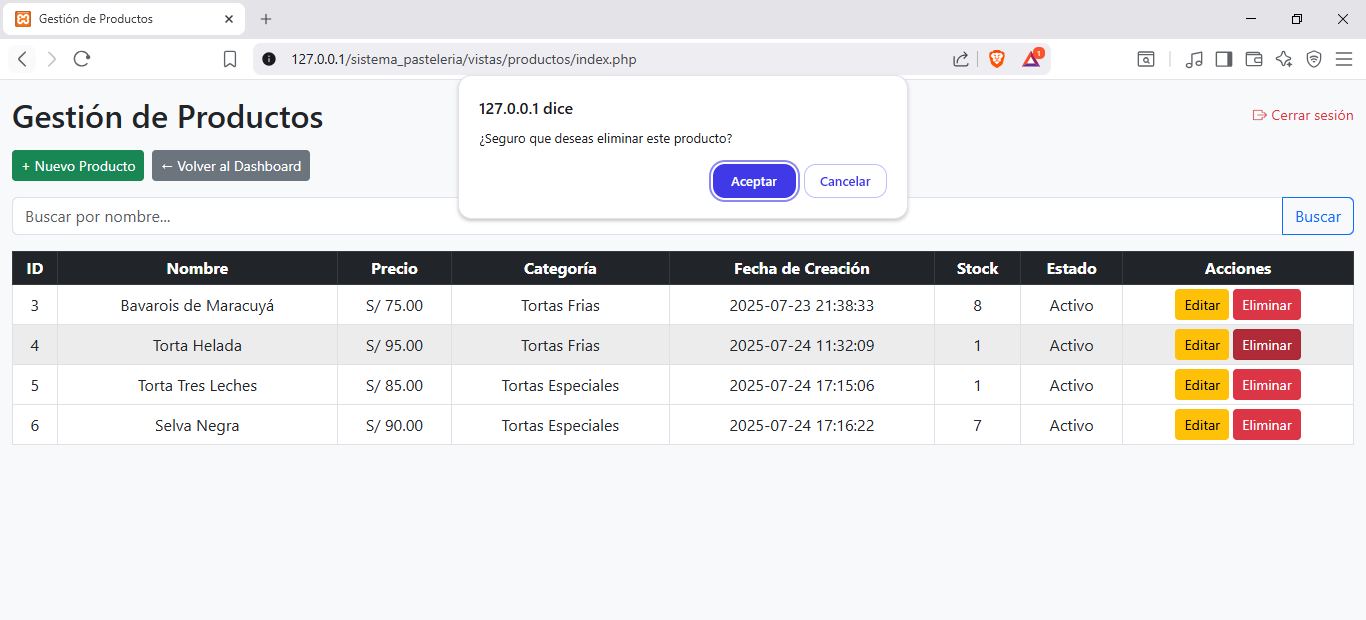 Gestión de Productos
127.0.0.1/sistema_pasteleria/vistas/productos/index.php
1
127.0.0.1 dice
¿Seguro que deseas eliminar este producto?
Aceptar Cancelar
Gestión de Productos
Cerrar sesión
+ Nuevo Producto ← Volver al Dashboard
Buscar por nombre... Buscar
ID Nombre Precio Categoría Fecha de Creación Stock Estado Acciones
3 Bavarois de Maracuyá S/ 75.00 Tortas Frias 2025-07-23 21:38:33 8 Activo Editar Eliminar
4 Torta Helada S/ 95.00 Tortas Frias 2025-07-24 11:32:09 1 Activo Editar Eliminar
5 Torta Tres Leches S/ 85.00 Tortas Especiales 2025-07-24 17:15:06 1 Activo Editar Eliminar
6 Selva Negra S/ 90.00 Tortas Especiales 2025-07-24 17:16:22 7 Activo Editar Eliminar